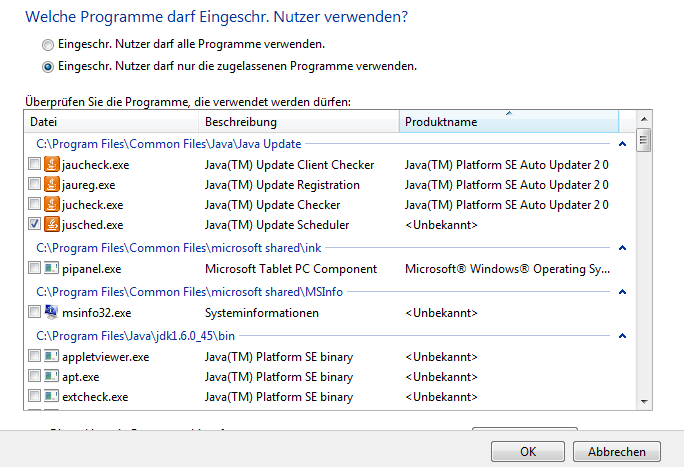 Welche Programme darf Eingeschr. Nutzer verwenden?
Eingeschr. Nutzer darf alle Programme verwenden.
Eingeschr. Nutzer darf nur die zugelassenen Programme verwenden.
Überprüfen Sie die Programme, die verwendet werden dürfen:
Datei Beschreibung Produktname
C:\Program Files\Common Files\Java\Java Update
jaucheck.exe Java(TM) Update Client Checker Java(TM) Platform SE Auto Updater 2 0
jaureg.exe Java(TM) Update Registration Java(TM) Platform SE Auto Updater 2 0
jucheck.exe Java(TM) Update Checker Java(TM) Platform SE Auto Updater 2 0
jusched.exe Java(TM) Update Scheduler <Unbekannt>
C:\Program Files\Common Files\microsoft shared\ink
pipanel.exe Microsoft Tablet PC Component Microsoft® Windows® Operating Sy...
C:\Program Files\Common Files\microsoft shared\MSInfo
msinfo32.exe Systeminformationen <Unbekannt>
C:\Program Files\Java\jdk1.6.0_45\bin
appletviewer.exe Java(TM) Platform SE binary <Unbekannt>
apt.exe Java(TM) Platform SE binary <Unbekannt>
extcheck.exe Java(TM) Platform SE binary <Unbekannt>
OK Abbrechen